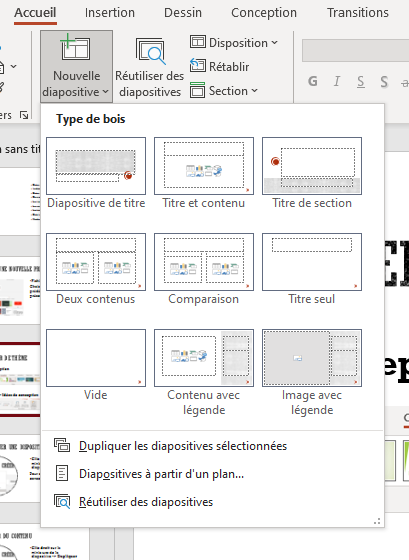 Accueil Insertion Dessin Conception Transitions
Nouvelle diapositive
Réutiliser des diapositives
Disposition
Rétablir
Section
G I S S
Type de bois
Diapositive de titre
Titre et contenu
Titre de section
Deux contenus
Comparaison
Titre seul
Vide
Contenu avec légende
Image avec légende
Dupliquer les diapositives sélectionnées
Diapositives à partir d'un plan...
Réutiliser des diapositives